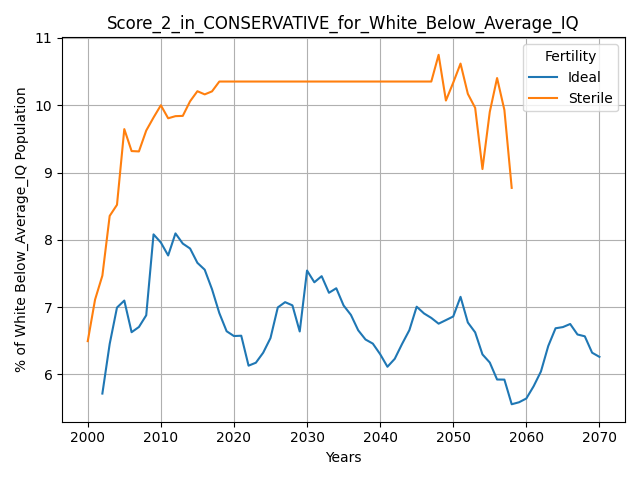 Score_2_in_CONSERVATIVE_for_White_Below_Average_IQ
% of White Below_Average_IQ Population
11
10
9
8
7
6
Fertility
Ideal
Sterile
2000 2010 2020 2030 2040 2050 2060 2070
Years